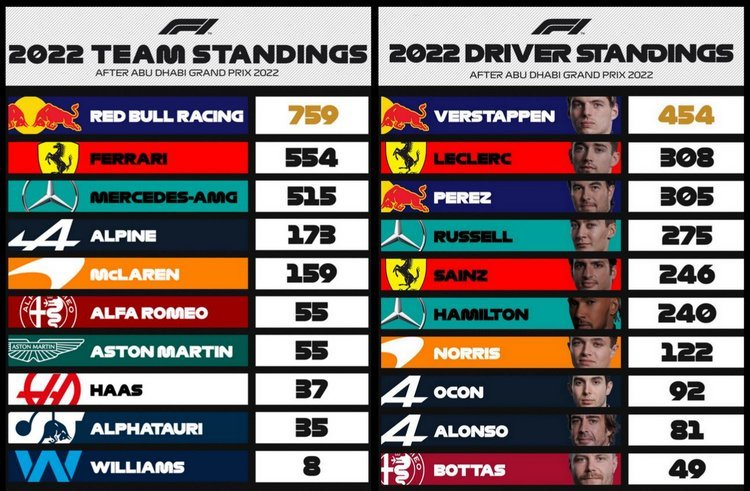 F1
2022 TEAM STANDINGS
AFTER ABU DHABI GRAND PRIX 2022
RED BULL RACING 759
FERRARI 554
MERCEDES-AMG 515
ALPINE 173
McLAREN 159
ALFA ROMEO 55
ASTON MARTIN ASTON MARTIN 55
HAAS 37
ALPHATAURI 35
WILLIAMS 8
F1
2022 DRIVER STANDINGS
AFTER ABU DHABI GRAND PRIX 2022
VERSTAPPEN 454
LECLERC 308
PEREZ 305
RUSSELL 275
SAINZ 246
HAMILTON 240
NORRIS 122
OCON 92
ALONSO 81
BOTTAS 49